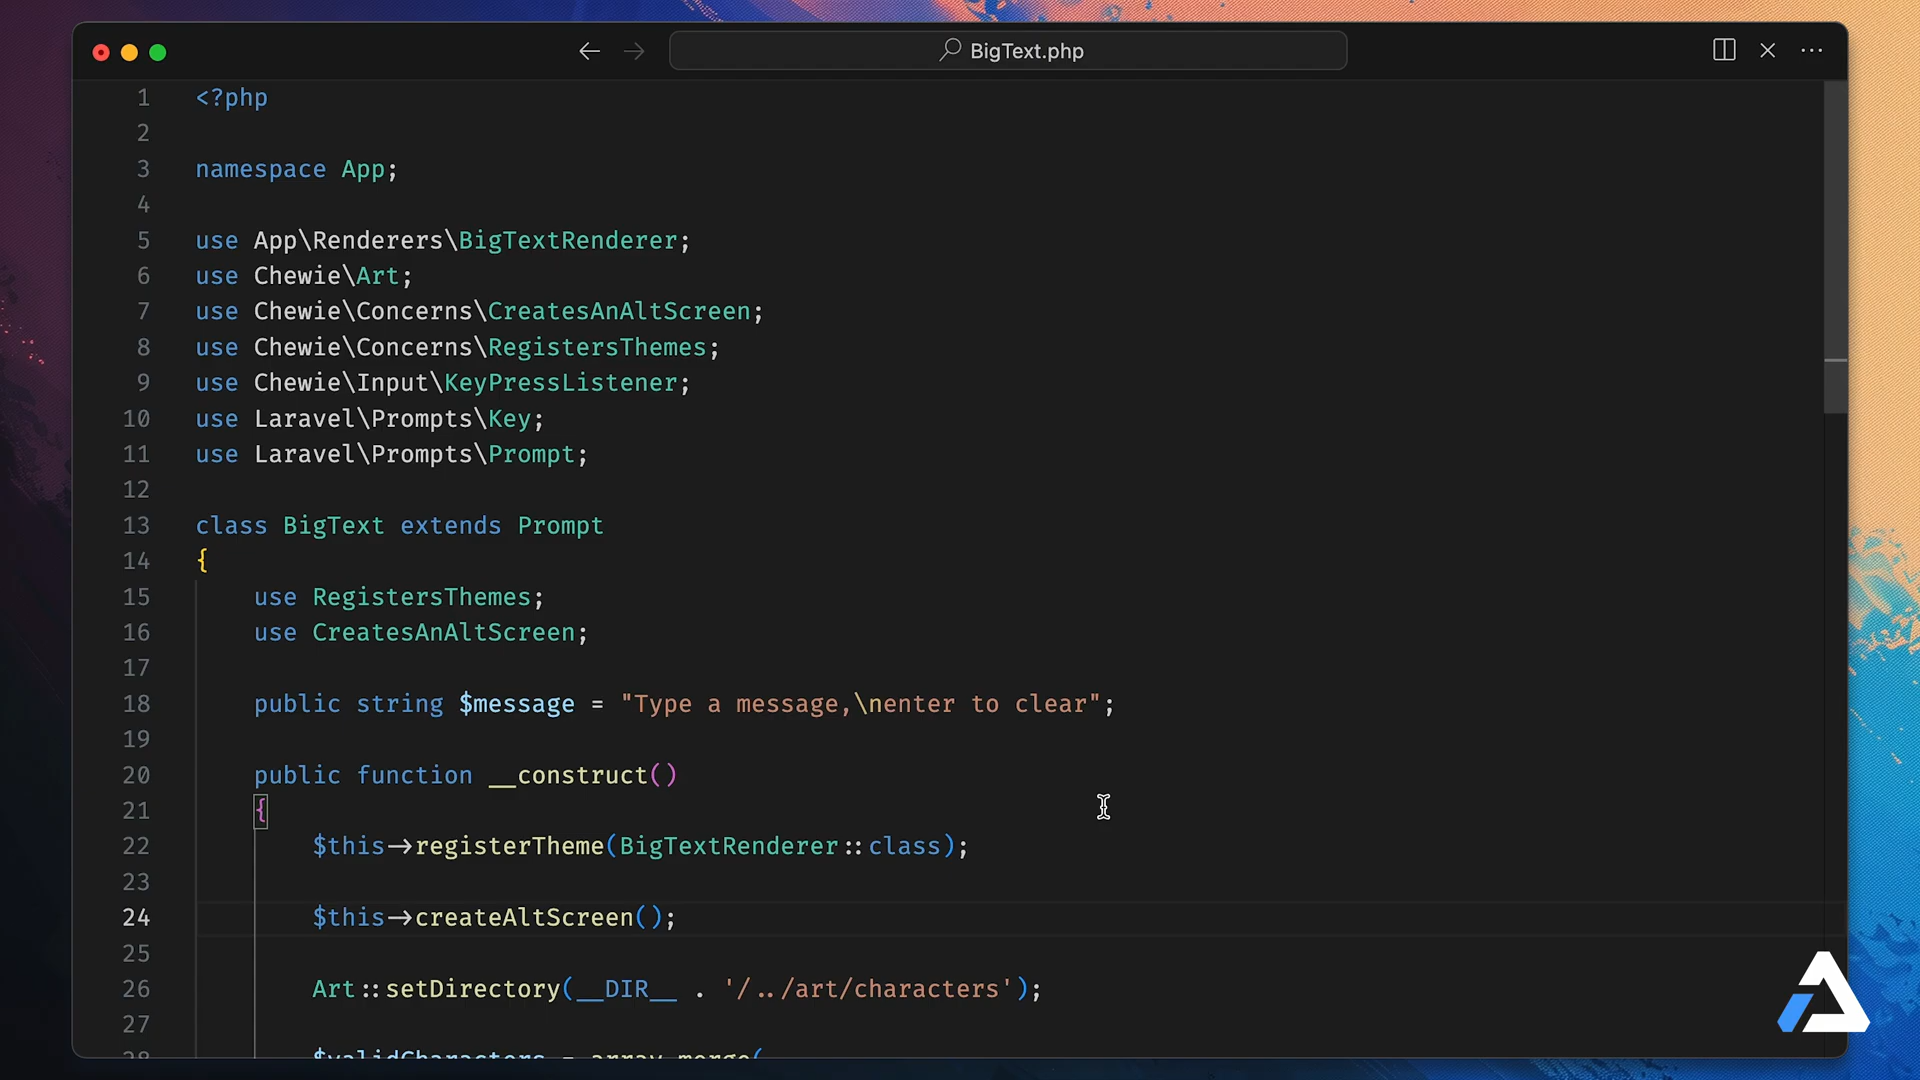 BigText.php
1 <?php
2
3 namespace App;
4
5 use App\Renderers\BigTextRenderer;
6 use Chewie\Art;
7 use Chewie\Concerns\CreatesAnAltScreen;
8 use Chewie\Concerns\RegistersThemes;
9 use Chewie\Input\KeyPressListener;
10 use Laravel\Prompts\Key;
11 use Laravel\Prompts\Prompt;
12
13 class BigText extends Prompt
14 {
15 use RegistersThemes;
16 use CreatesAnAltScreen;
17
18 public string $message = "Type a message,\nenter to clear";
19
20 public function __construct()
21 {
22 $this->registerTheme(BigTextRenderer::class);
23
24 $this->createAltScreen();
25
26 Art::setDirectory(__DIR__ . '/../art/characters');
27
28 $validCharacters = array_merge(